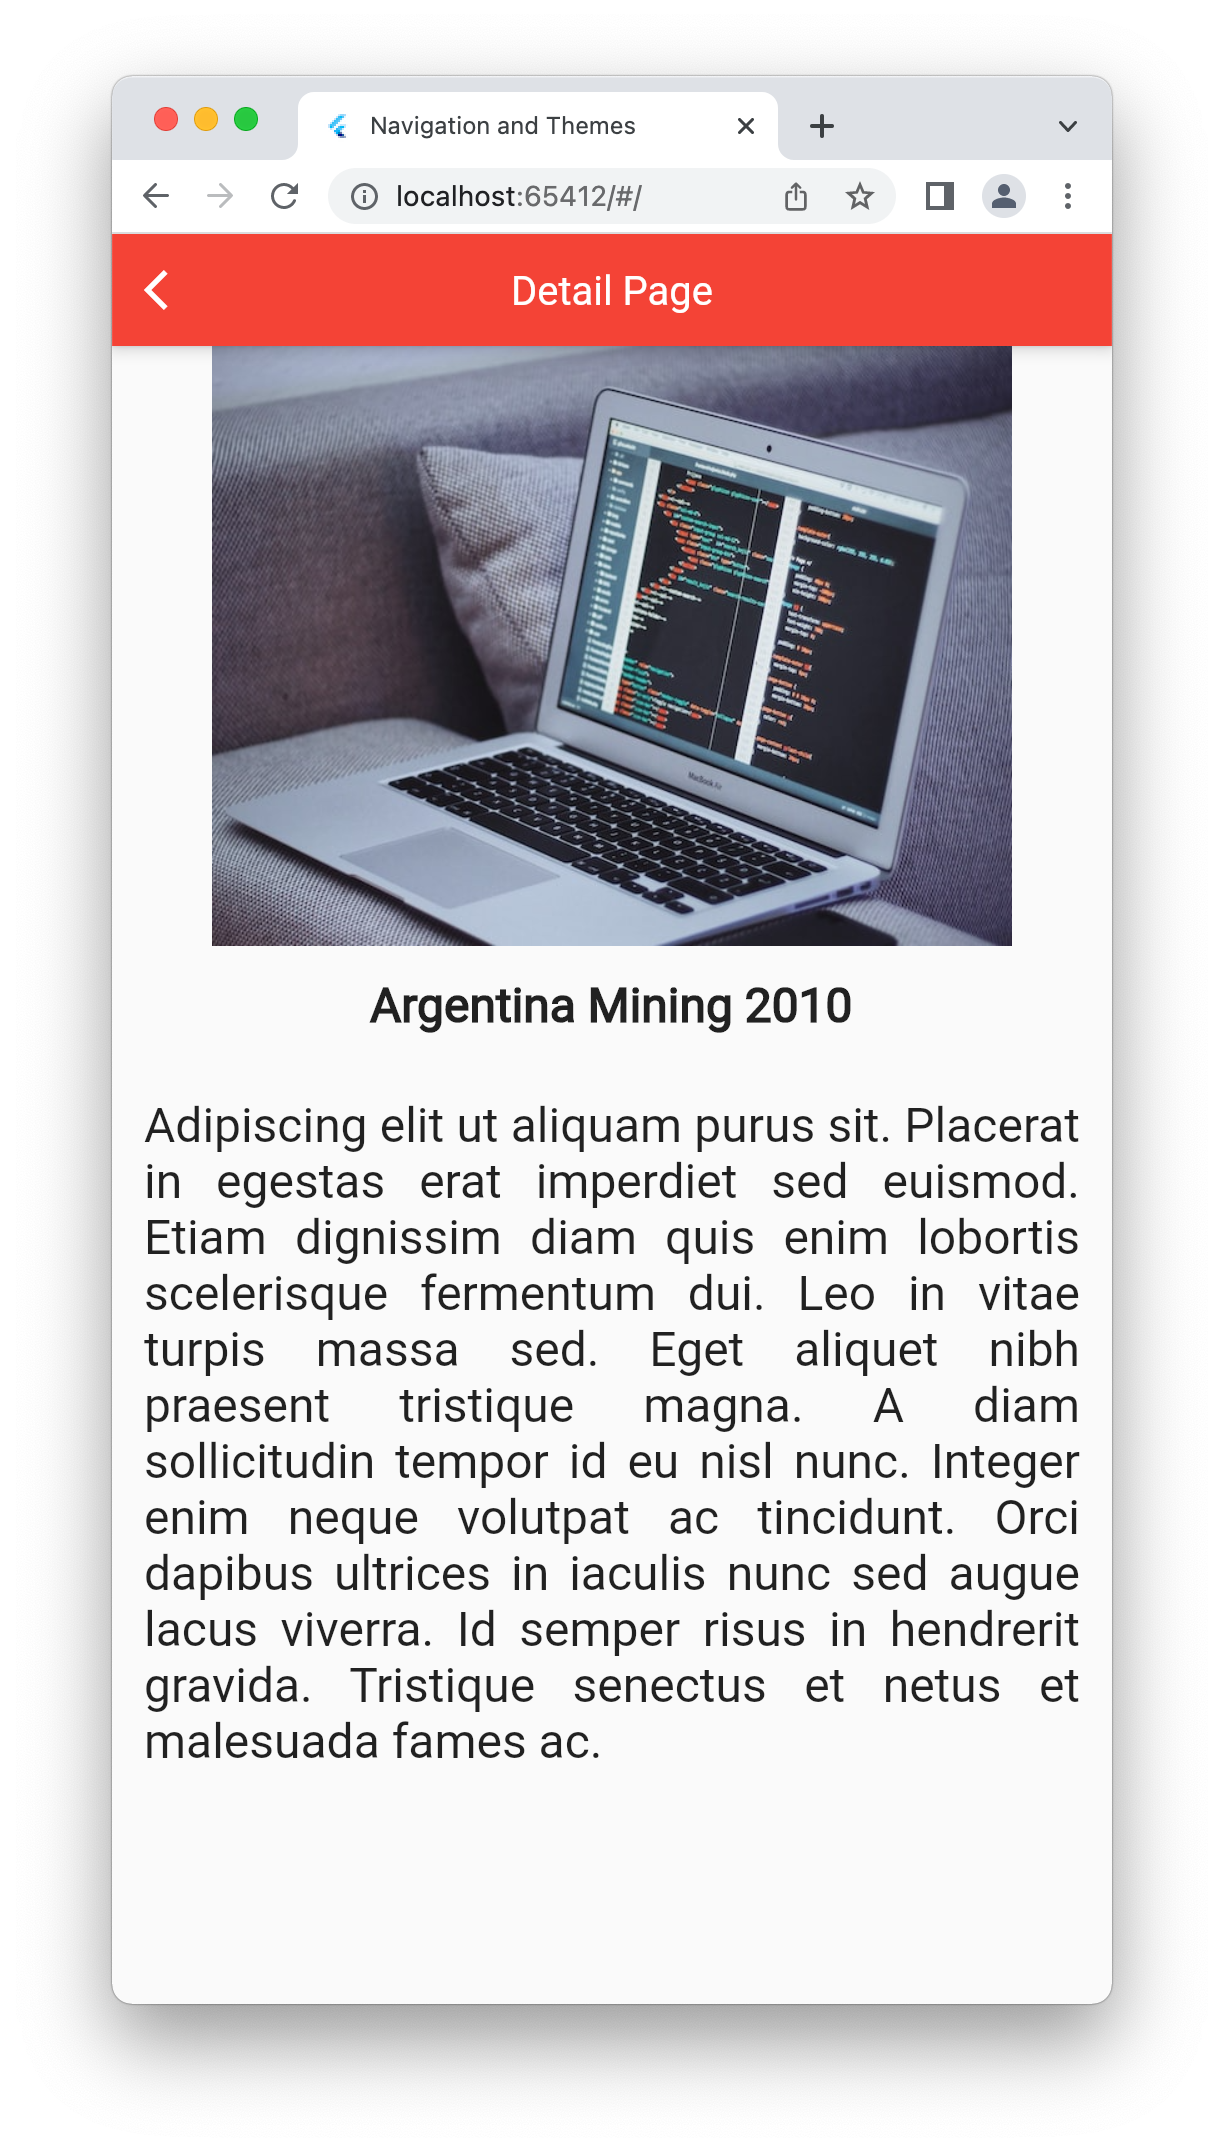 Navigation and Themes
localhost:65412/#/
Detail Page
MacBook Air
Argentina Mining 2010
Adipiscing elit ut aliquam purus sit. Placerat
in egestas erat imperdiet sed euismod.
Etiam dignissim diam quis enim lobortis
scelerisque fermentum dui. Leo in vitae
turpis massa sed. Eget aliquet nibh
praesent tristique magna. A diam
sollicitudin tempor id eu nisl nunc. Integer
enim neque volutpat ac tincidunt. Orci
dapibus ultrices in iaculis nunc sed augue
lacus viverra. Id semper risus in hendrerit
gravida. Tristique senectus et netus et
malesuada fames ac.